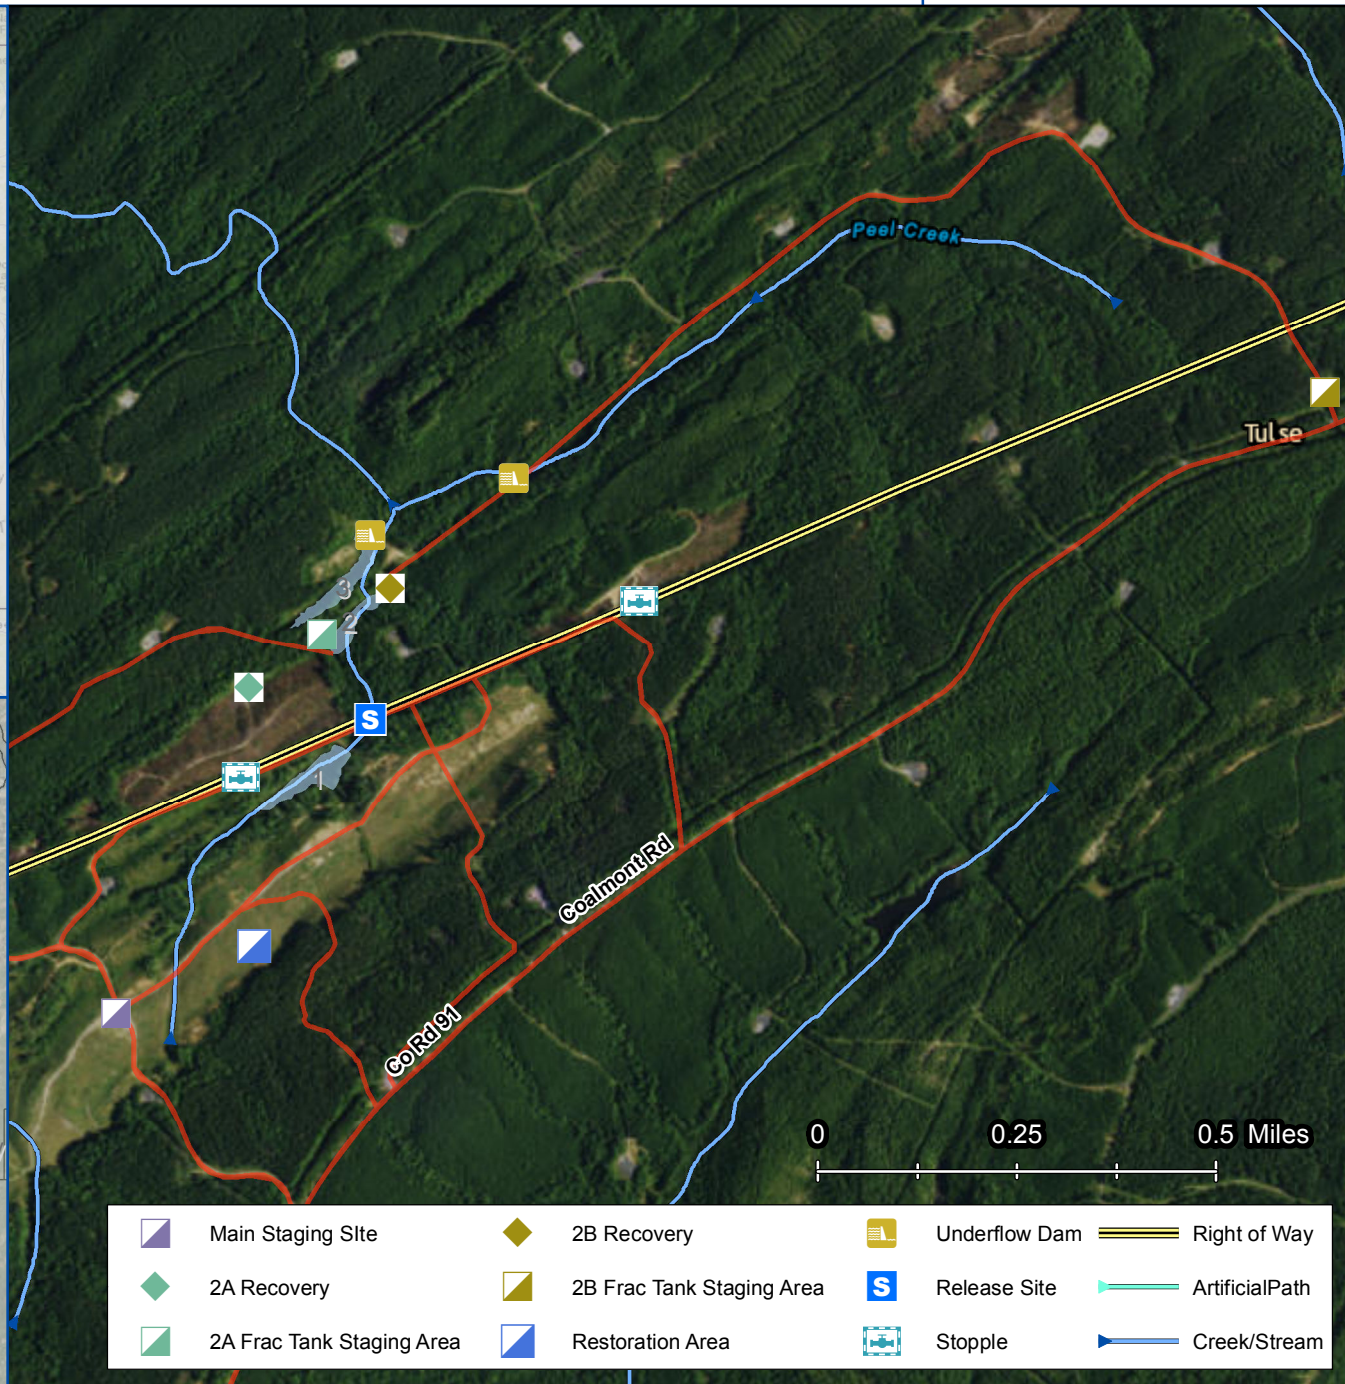 Peel Creek
Tul se
3
2
S
1
Coalmont Rd
Co Rd 91
0 0.25 0.5 Miles
Main Staging SIte
2A Recovery
2A Frac Tank Staging Area
2B Recovery
2B Frac Tank Staging Area
Restoration Area
Underflow Dam
S Release Site
Stopple
Right of Way
ArtificialPath
Creek/Stream